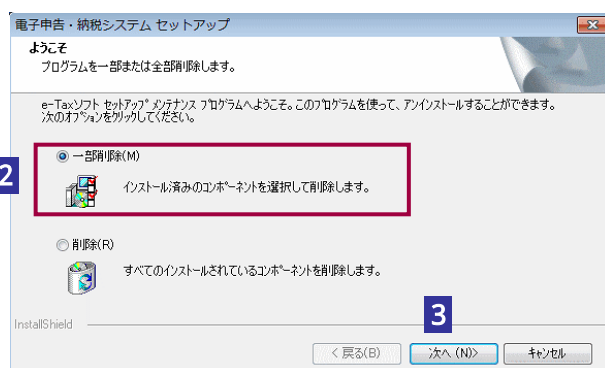 電子申告・納税システム セットアップ
ようこそ
プログラムを一部または全部削除します。
e-Taxソフト セットアップ メンテナンス プログラムへようこそ。このプログラムを使って、アンインストールすることができます。
次のオプションをクリックしてください。
2
一部削除(M)
インストール済みのコンポーネントを選択して削除します。
削除(R)
すべてのインストールされているコンポーネントを削除します。
3
InstallShield
< 戻る(B)
次へ (N)>
キャンセル